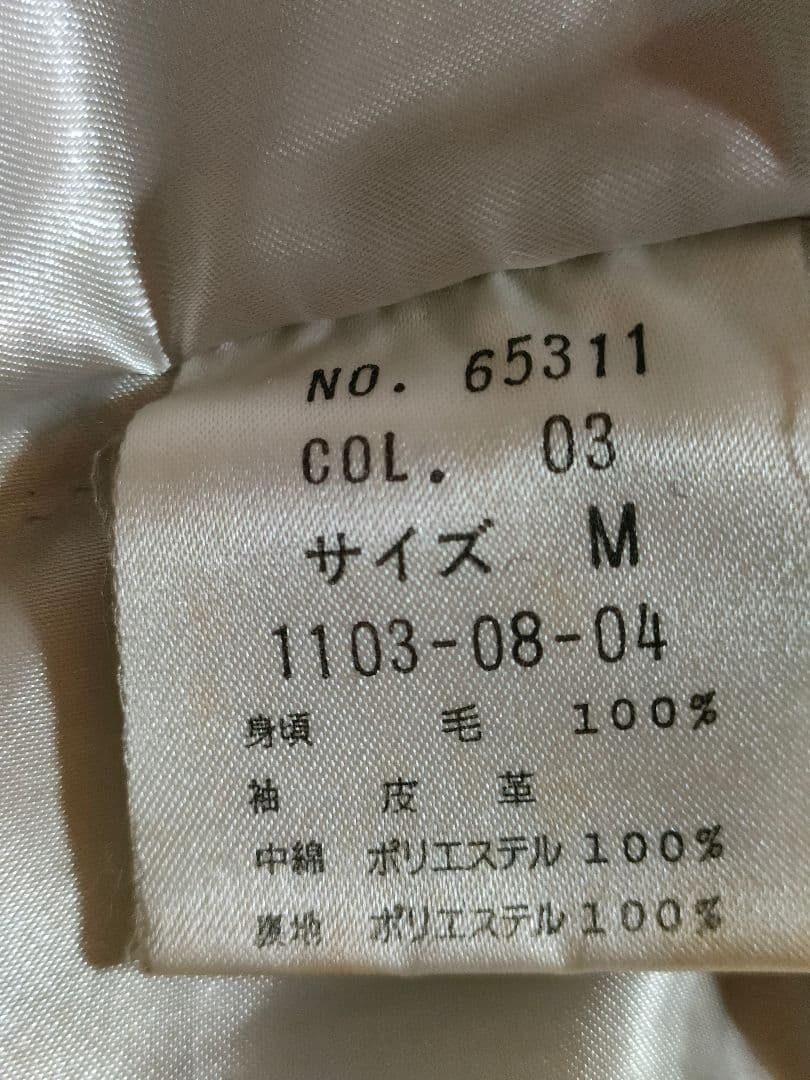 NO. 65311
COL. 03
サイズ M
1103-08-04
身頃 毛 100%
袖 皮革
中綿 ポリエステル 100%
裏地 ポリエステル 100%